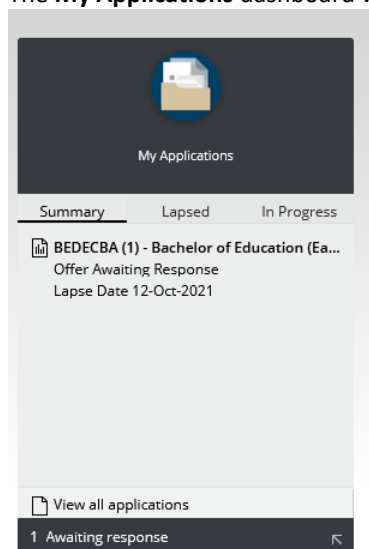 The My Applications dashboard
My Applications
Summary Lapsed In Progress
BEDECBA (1) - Bachelor of Education (Ea...
Offer Awaiting Response
Lapse Date 12-Oct-2021
View all applications
1 Awaiting response